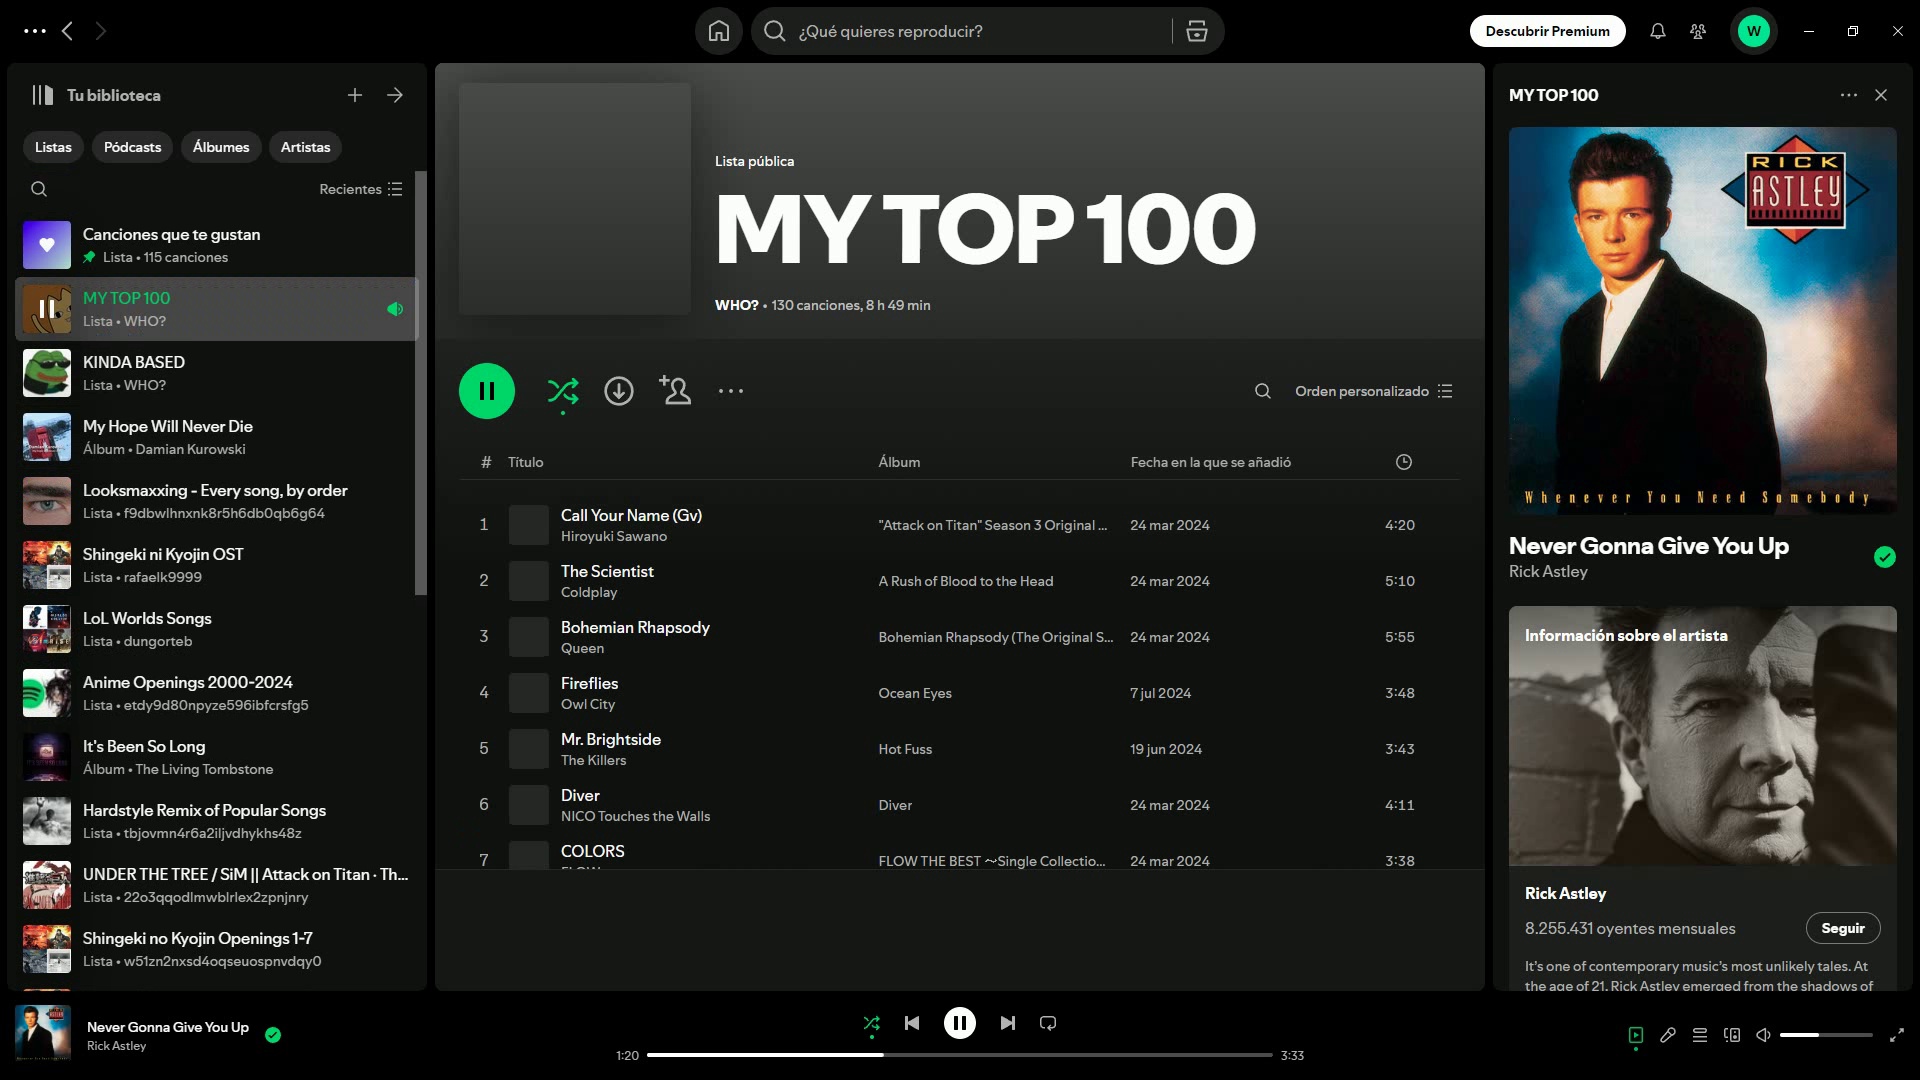 ¿Qué quieres reproducir?
Descubrir Premium
W
Tu biblioteca
Listas
Pódcasts
Álbumes
Artistas
Recientes
Canciones que te gustan
Lista • 115 canciones
MY TOP 100
Lista • WHO?
KINDA BASED
Lista • WHO?
My Hope Will Never Die
Álbum • Damian Kurowski
Looksmaxxing - Every song, by order
Lista • f9dbwlhnxnk8r5h6db0qb6g64
Shingeki ni Kyojin OST
Lista • rafaelk9999
LoL Worlds Songs
Lista • dungorteb
Anime Openings 2000-2024
Lista • etdy9d80npyze596ibfcrsfg5
It's Been So Long
Álbum • The Living Tombstone
Hardstyle Remix of Popular Songs
Lista • tbjovmn4r6a2iljvdhykhs48z
UNDER THE TREE / SiM || Attack on Titan · Th...
Lista • 22o3qqodlmwblrlex2zpnjnry
Shingeki no Kyojin Openings 1-7
Lista • w51zn2nxsd4oqseuospnvdqy0
Lista pública
MY TOP 100
WHO? • 130 canciones, 8 h 49 min
Orden personalizado
# Título Álbum Fecha en la que se añadió
1 Call Your Name (Gv) "Attack on Titan" Season 3 Original ... 24 mar 2024 4:20
Hiroyuki Sawano
2 The Scientist A Rush of Blood to the Head 24 mar 2024 5:10
Coldplay
3 Bohemian Rhapsody Bohemian Rhapsody (The Original S... 24 mar 2024 5:55
Queen
4 Fireflies Ocean Eyes 7 jul 2024 3:48
Owl City
5 Mr. Brightside Hot Fuss 19 jun 2024 3:43
The Killers
6 Diver Diver 24 mar 2024 4:11
NICO Touches the Walls
7 COLORS FLOW THE BEST ~Single Collectio... 24 mar 2024 3:38
FLOW
MY TOP 100
RICK
ASTLEY
Whenever You Need Somebody
Never Gonna Give You Up
Rick Astley
Información sobre el artista
Rick Astley
8.255.431 oyentes mensuales
Seguir
It's one of contemporary music's most unlikely tales. At
the age of 21, Rick Astley emerged from the shadows of
Never Gonna Give You Up
Rick Astley
1:20
3:33